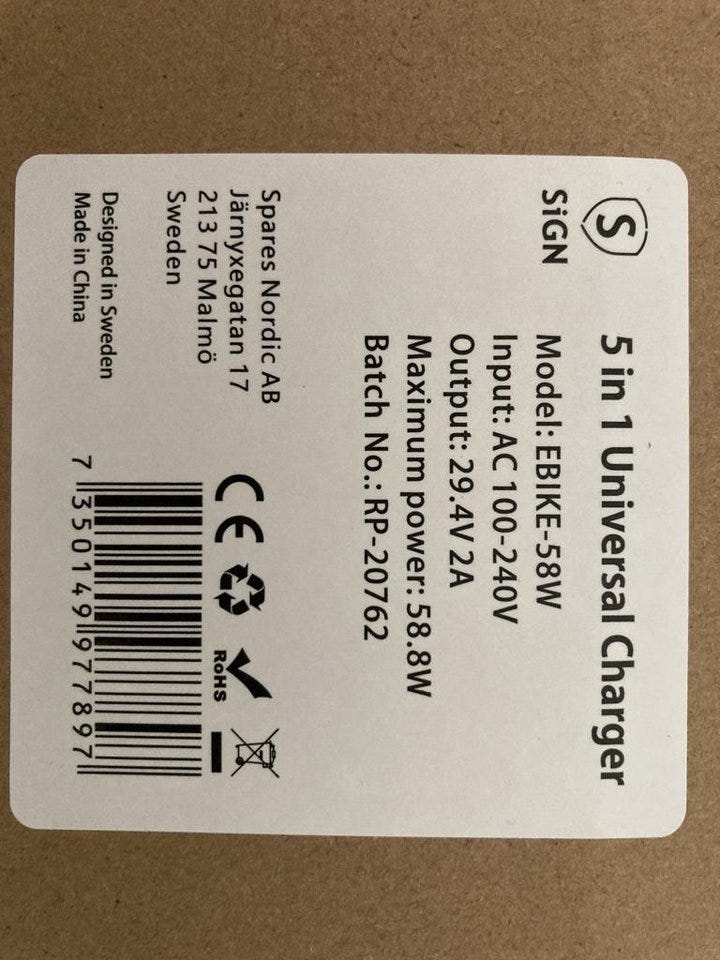 S
SiGN
5 in 1 Universal Charger
Model: EBIKE-58W
Input: AC 100-240V
Output: 29.4V 2A
Maximum power: 58.8W
Batch No.: RP-20762
Spares Nordic AB
Järnyxegatan 17
213 75 Malmö
Sweden
Designed in Sweden
Made in China
CE
RoHS
7 350149 977897